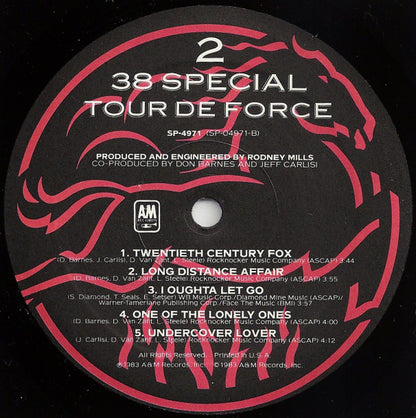 2
38 SPECIAL
TOUR DE FORCE
SP-4971 (SP-04971-B)
PRODUCED AND ENGINEERED BY RODNEY MILLS
CO-PRODUCED BY DON BARNES AND JEFF CARLISI
A&M
RECORDS
1. TWENTIETH CENTURY FOX
(D. Barnes, J. Carlisi, D. Van Zant, L. Steele) Rocknocker Music Company (ASCAP) 3:44
2. LONG DISTANCE AFFAIR
(D. Barnes, D. Van Zant, L. Steele) Rocknocker Music Company (ASCAP) 3:55
3. I OUGHTA LET GO
(S. Diamond, T. Seals, E. Setser) WB Music Corp./Diamond Mine Music (ASCAP)/
Warner-Tamerlane Publishing Corp./Face The Music (BMI) 3:57
4. ONE OF THE LONELY ONES
(D. Barnes, D. Van Zant, L. Steele) Rocknocker Music Company (ASCAP) 4:00
5. UNDERCOVER LOVER
(J. Carlisi, D. Van Zant, L. Steele) Rocknocker Music Company (ASCAP) 4:12
All Rights Reserved. Printed in U.S.A.
℗1983 A&M Records, Inc. ©1983 A&M Records, Inc.